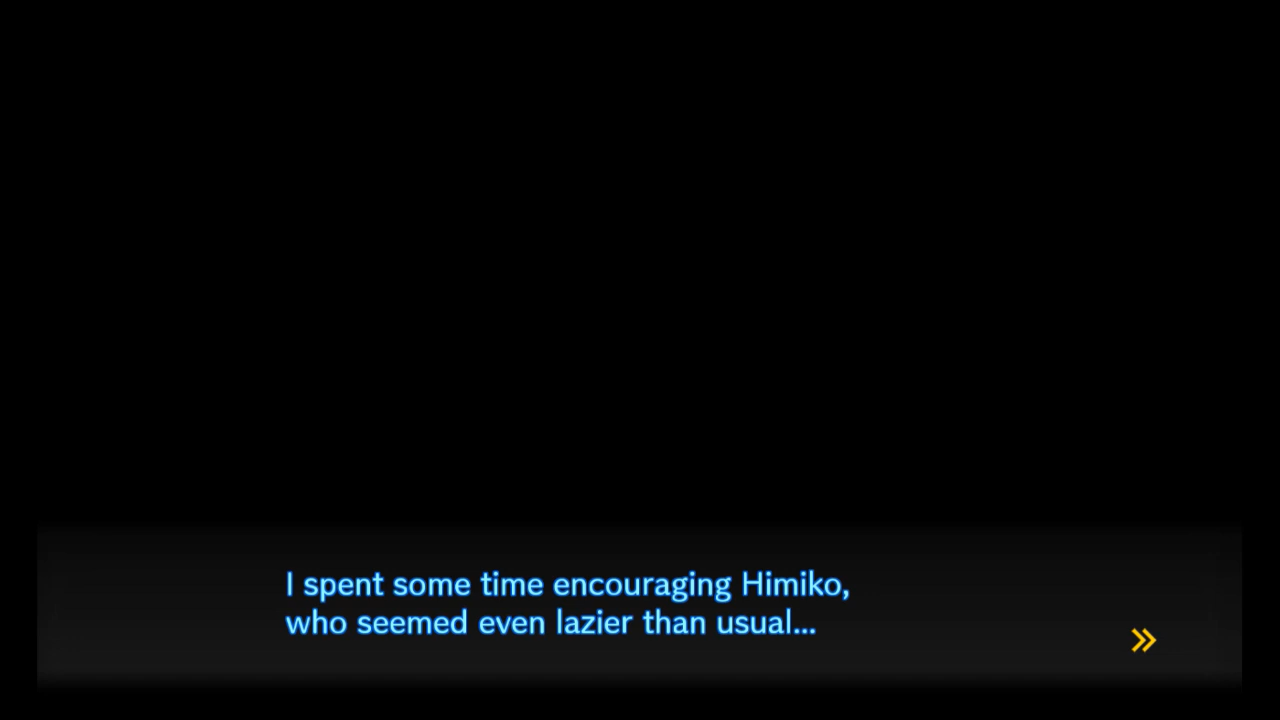 I spent some time encouraging Himiko,
who seemed even lazier than usual...